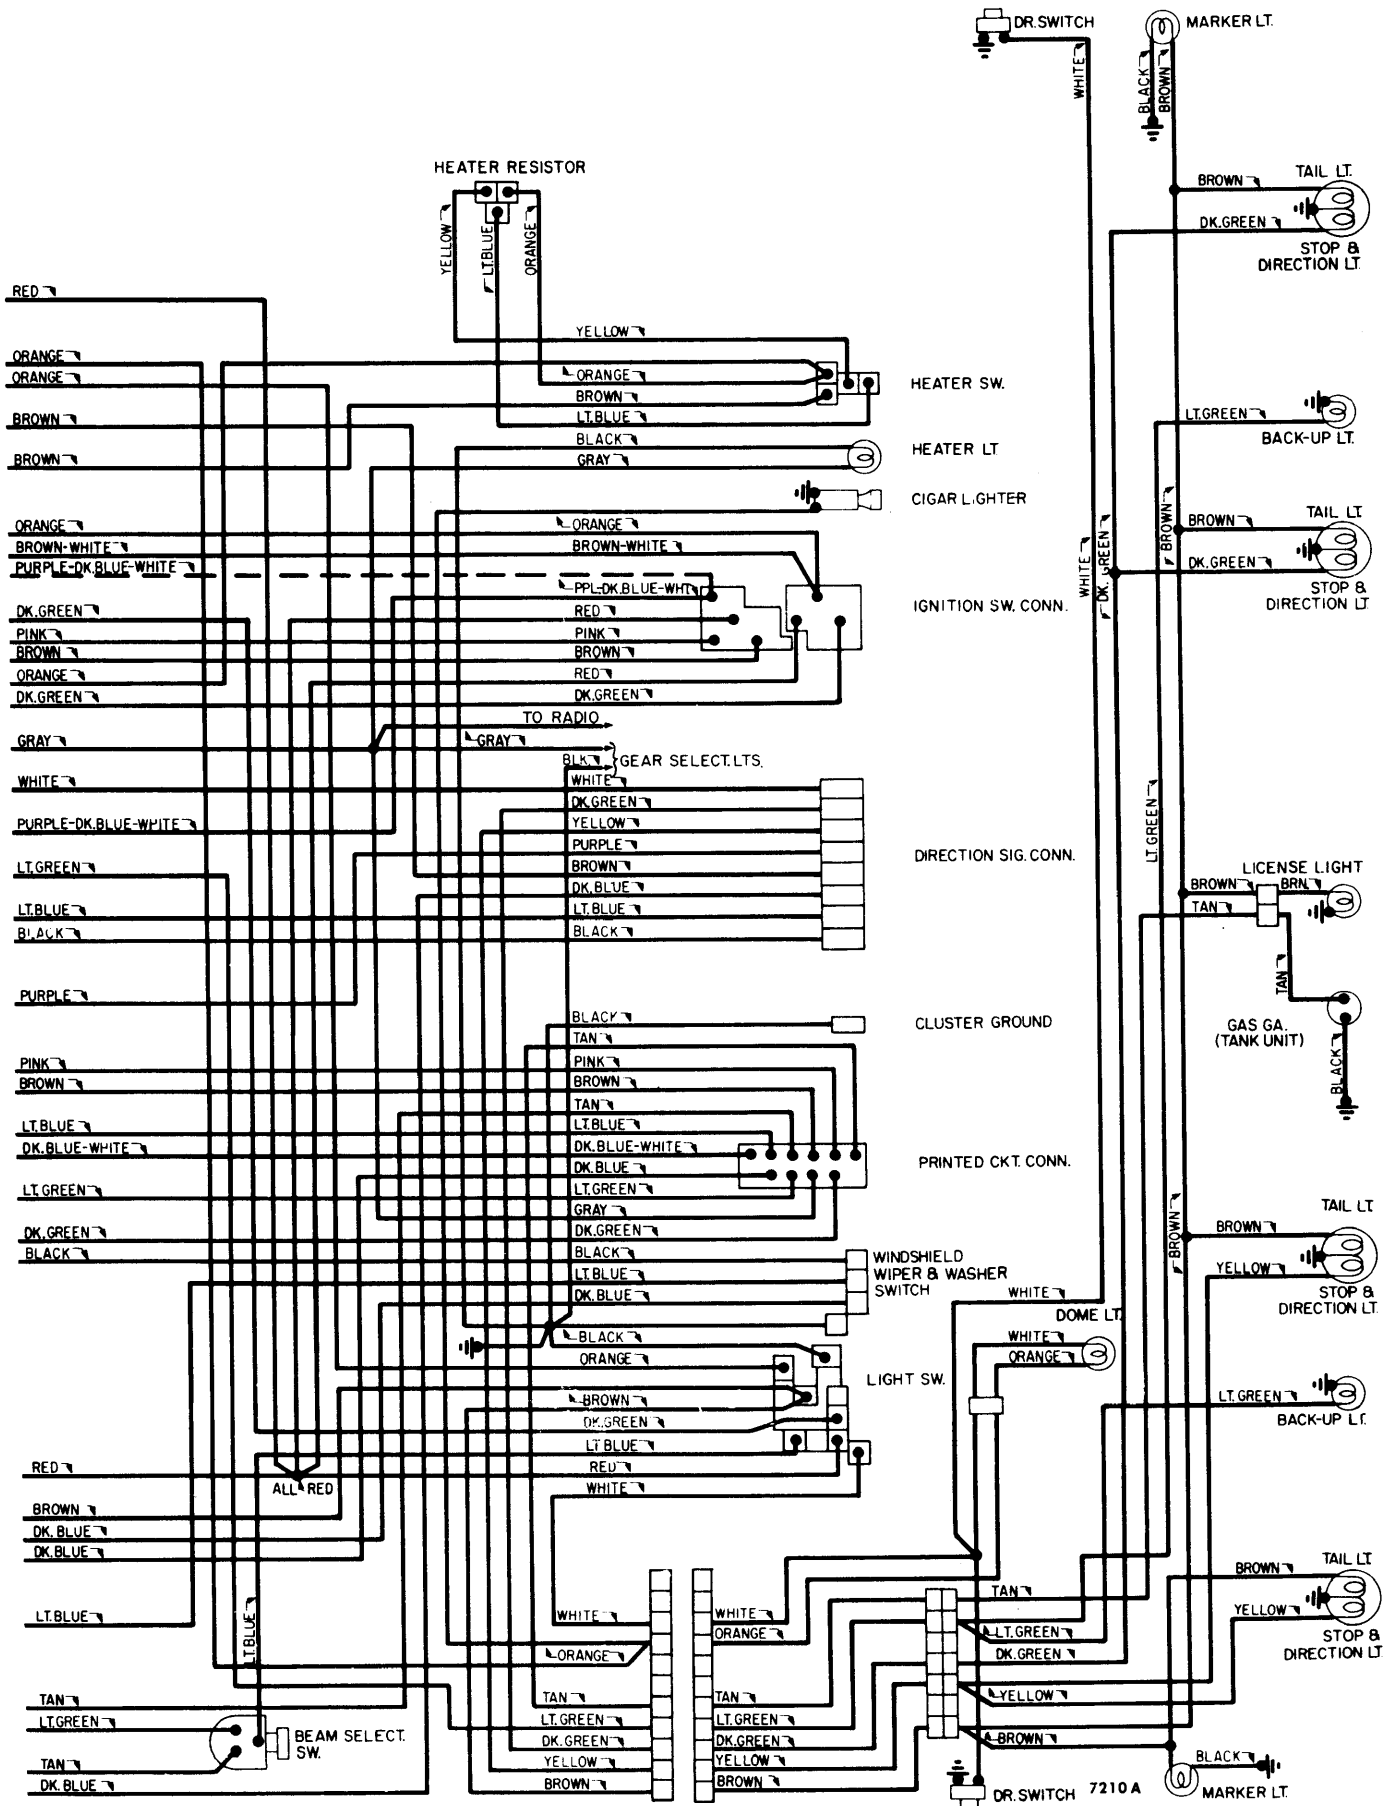 DR. SWITCH
MARKER LT.
WHITE
BLACK
BROWN
HEATER RESISTOR
TAIL LT.
BROWN
DK.GREEN
STOP &
DIRECTION LT.
YELLOW
LT.BLUE
ORANGE
RED
YELLOW
ORANGE
ORANGE
ORANGE
BROWN
HEATER SW.
BROWN
LT.BLUE
LT.GREEN
BACK-UP LT.
BLACK
HEATER LT
BROWN
GRAY
CIGAR LIGHTER
TAIL LT.
ORANGE
ORANGE
BROWN
BROWN
BROWN-WHITE
BROWN-WHITE
WHITE
DK.GREEN
DK.GREEN
PURPLE-DK.BLUE-WHITE
PPL-DK.BLUE-WHT
STOP &
DIRECTION LT.
DK.GREEN
RED
IGNITION SW. CONN.
PINK
PINK
BROWN
BROWN
ORANGE
RED
DK.GREEN
DK.GREEN
TO RADIO
GRAY
GRAY
BLK.
GEAR SELECT. LTS.
WHITE
WHITE
DK.GREEN
PURPLE-DK.BLUE-WHITE
YELLOW
LT.GREEN
PURPLE
DIRECTION SIG. CONN.
LT.GREEN
BROWN
LICENSE LIGHT
DK.BLUE
BROWN
BRN.
LT.BLUE
LT.BLUE
TAN
BLACK
BLACK
TAN
PURPLE
BLACK
CLUSTER GROUND
GAS GA.
(TANK UNIT)
TAN
BLACK
PINK
PINK
BROWN
BROWN
TAN
LT.BLUE
LT.BLUE
DK.BLUE-WHITE
DK.BLUE-WHITE
PRINTED CKT. CONN.
DK.BLUE
LT.GREEN
LT.GREEN
GRAY
TAIL LT
DK.GREEN
DK.GREEN
BROWN
BROWN
BLACK
BLACK
WINDSHIELD
WIPER & WASHER
SWITCH
YELLOW
LT.BLUE
DK.BLUE
WHITE
STOP &
DIRECTION LT.
DOME LT.
BLACK
WHITE
ORANGE
ORANGE
LIGHT SW.
LT.GREEN
BACK-UP LT.
BROWN
DK.GREEN
LT BLUE
RED
RED
WHITE
ALL RED
BROWN
DK. BLUE
DK. BLUE
TAIL LT
BROWN
LT.BLUE
LT.BLUE
WHITE
WHITE
TAN
YELLOW
ORANGE
LT.GREEN
STOP &
DIRECTION LT.
ORANGE
DK.GREEN
TAN
TAN
TAN
YELLOW
LT.GREEN
LT.GREEN
LT.GREEN
BEAM SELECT.
SW.
DK.GREEN
DK.GREEN
BROWN
TAN
YELLOW
YELLOW
BLACK
DK. BLUE
BROWN
BROWN
DR. SWITCH
7210 A
MARKER LT.